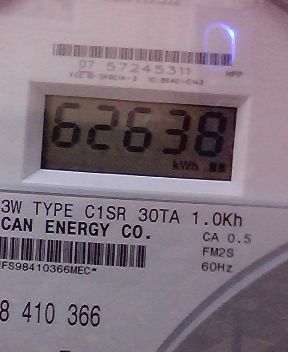 07 57245311
HPP
62638
kWh
3W TYPE C1SR 30TA 1.0Kh
CAN ENERGY CO.
CA 0.5
FM2S
60Hz
FS98410366MEC*
8 410 366